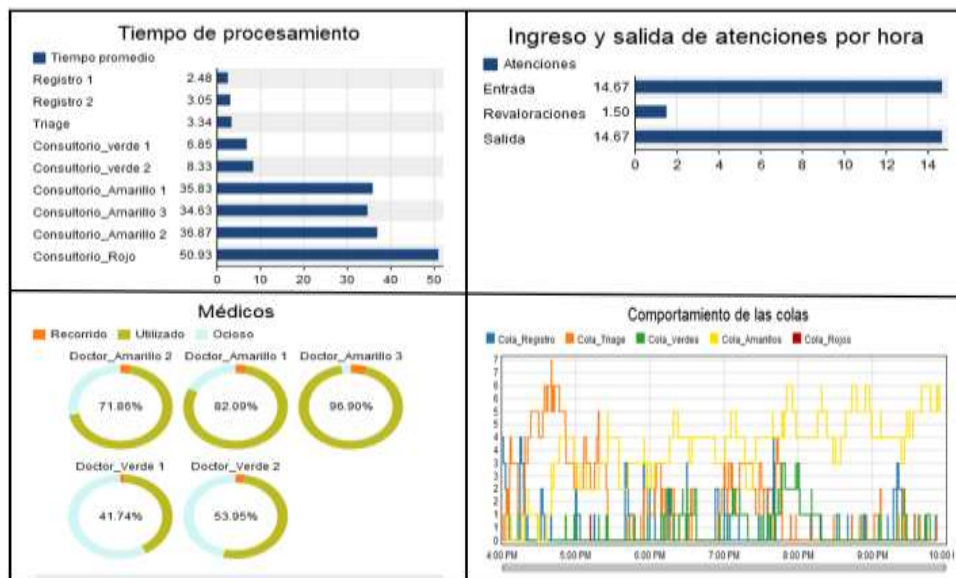 Tiempo de procesamiento
Tiempo promedio
Registro 1 2.48
Registro 2 3.05
Triage 3.34
Consultorio_verde 1 6.85
Consultorio_verde 2 8.33
Consultorio_Amarillo 1 35.83
Consultorio_Amarillo 3 34.63
Consultorio_Amarillo 2 36.87
Consultorio_Rojo 50.93
0 10 20 30 40 50
Ingreso y salida de atenciones por hora
Atenciones
Entrada 14.67
Revaloraciones 1.50
Salida 14.67
0 2 4 6 8 10 12 14
Médicos
Recorrido Utilizado Ocioso
Doctor_Amarillo 2 Doctor_Amarillo 1 Doctor_Amarillo 3
71.86% 82.09% 96.90%
Doctor_Verde 1 Doctor_Verde 2
41.74% 53.95%
Comportamiento de las colas
Cola_Registro Cola_Triage Cola_Verdes Cola_Amarillos Cola_Rojos
7
6
5
4
3
2
1
0
4:00 PM 5:00 PM 6:00 PM 7:00 PM 8:00 PM 9:00 PM 10:00